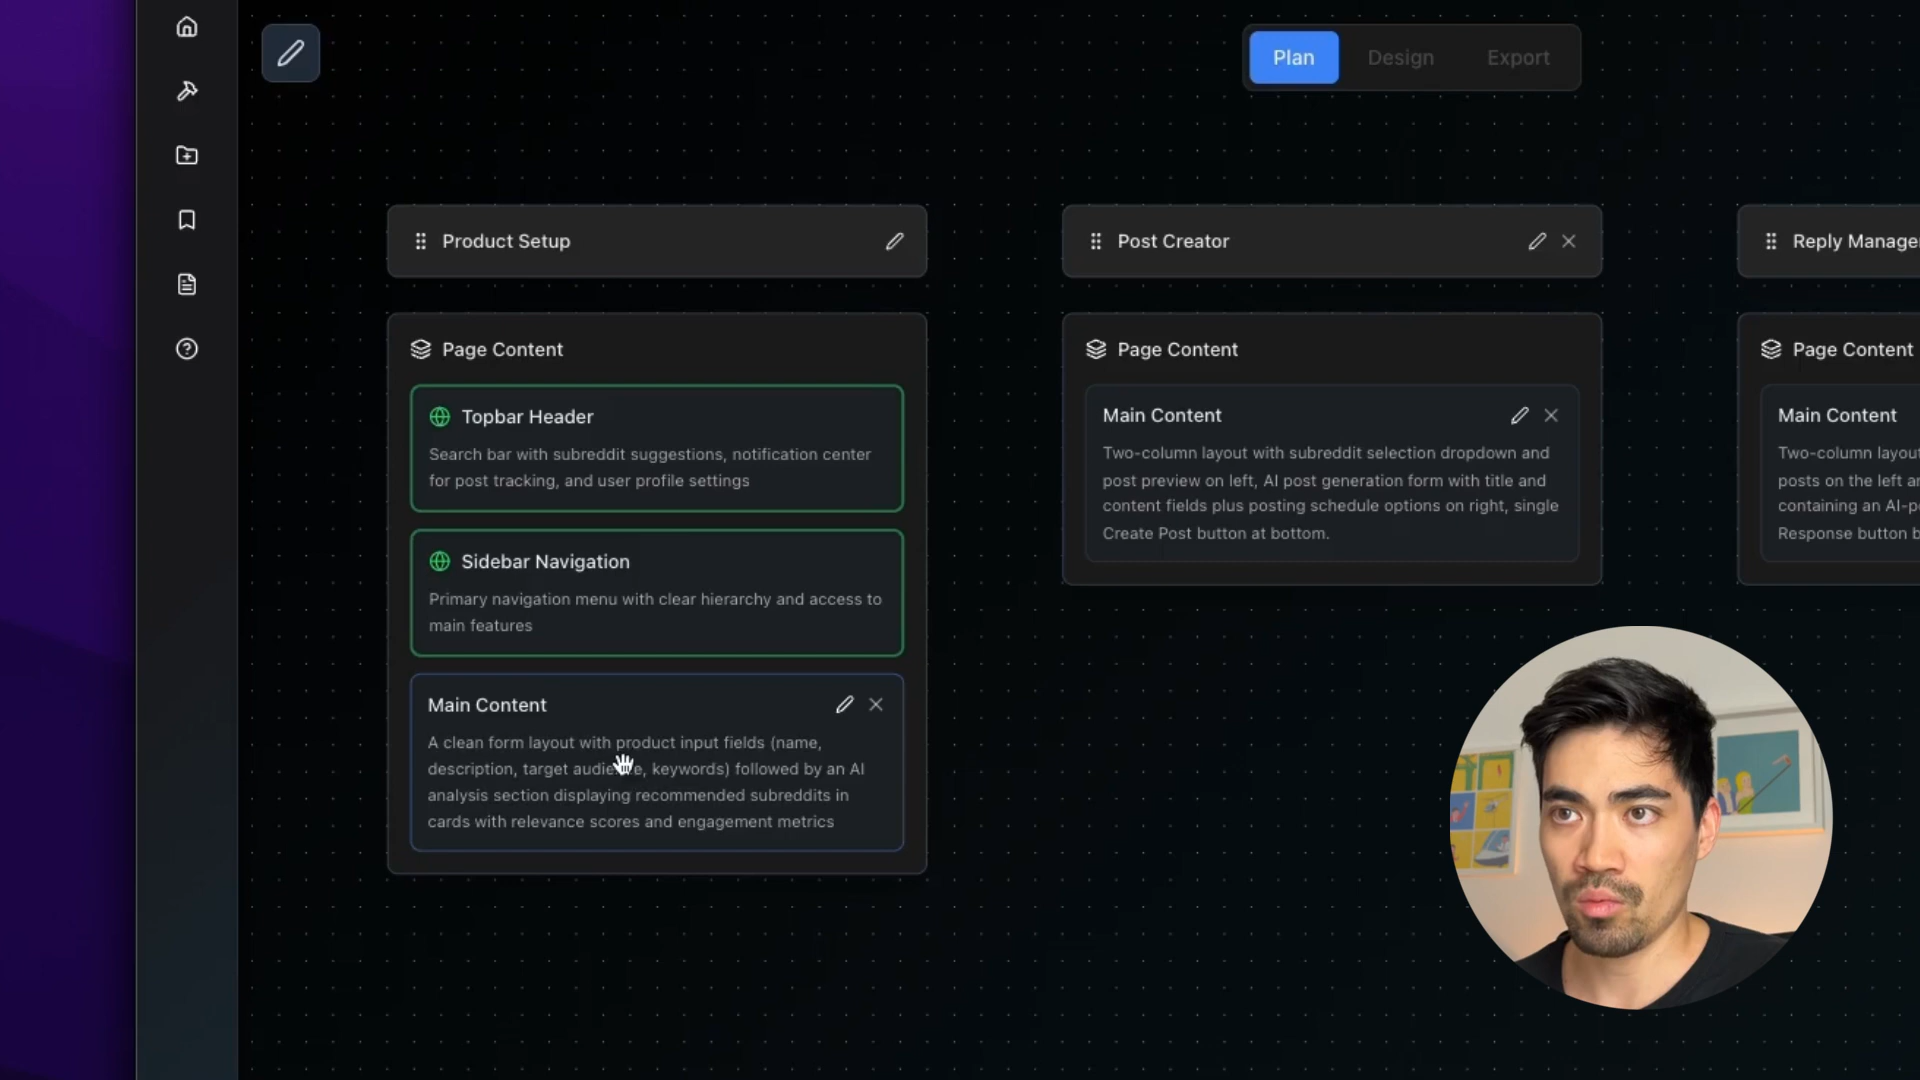 Plan
Design
Export
Product Setup
Post Creator
Reply Manager
Page Content
Topbar Header
Search bar with subreddit suggestions, notification center
for post tracking, and user profile settings
Sidebar Navigation
Primary navigation menu with clear hierarchy and access to
main features
Main Content
A clean form layout with product input fields (name,
description, target audience, keywords) followed by an AI
analysis section displaying recommended subreddits in
cards with relevance scores and engagement metrics
Page Content
Main Content
Two-column layout with subreddit selection dropdown and
post preview on left, AI post generation form with title and
content fields plus posting schedule options on right, single
Create Post button at bottom.
Page Content
Main Content
Two-column layout
posts on the left
containing an
Response button